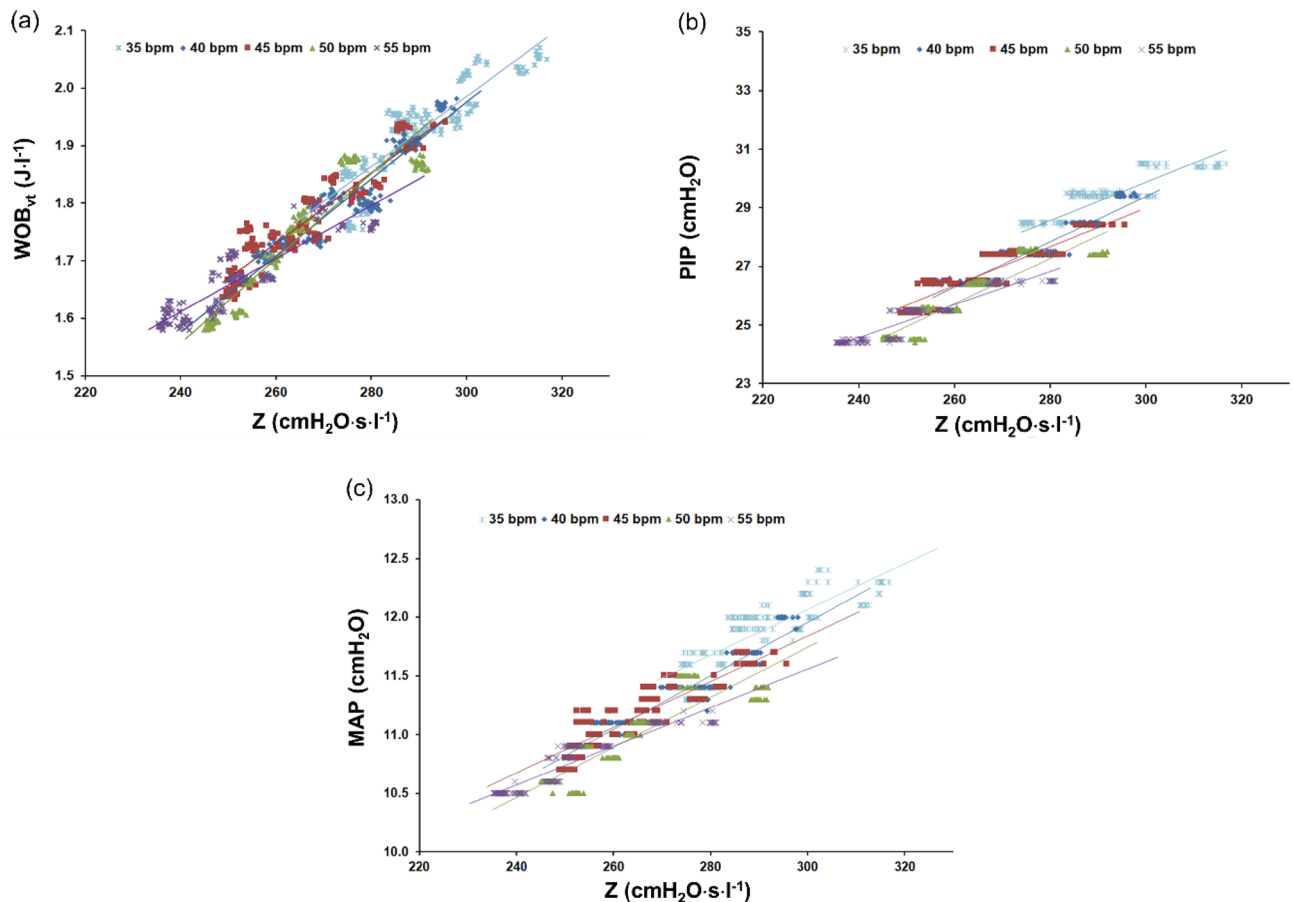 (a)
2.1
2.0
1.9
1.8
1.7
1.6
1.5
WOBvt (J·l-1)
35 bpm 40 bpm 45 bpm 50 bpm 55 bpm
220 240 260 280 300 320
Z (cmH2O·s·l-1)
(b)
35
33
31
29
27
25
23
PIP (cmH2O)
35 bpm 40 bpm 45 bpm 50 bpm 55 bpm
220 240 260 280 300 320
Z (cmH2O·s·l-1)
(c)
13.0
12.5
12.0
11.5
11.0
10.5
10.0
MAP (cmH2O)
35 bpm 40 bpm 45 bpm 50 bpm 55 bpm
220 240 260 280 300 320
Z (cmH2O·s·l-1)